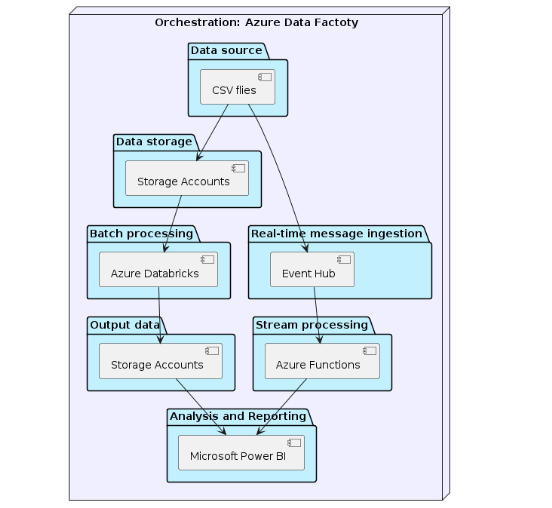 Orchestration: Azure Data Factoty
Data source
CSV flies
Data storage
Storage Accounts
Batch processing
Azure Databricks
Real-time message ingestion
Event Hub
Output data
Storage Accounts
Stream processing
Azure Functions
Analysis and Reporting
Microsoft Power BI